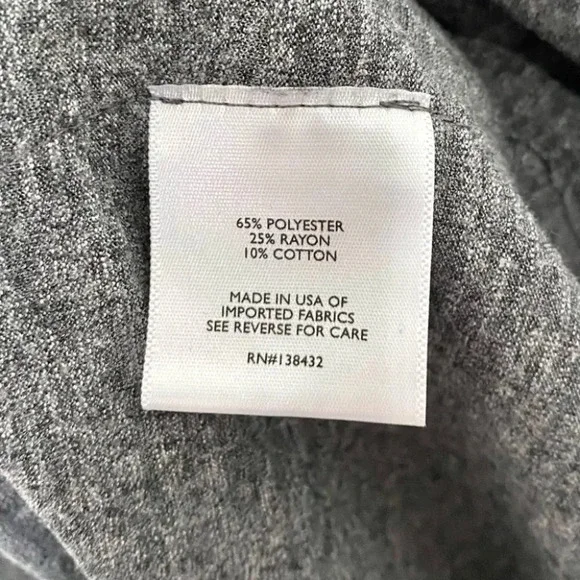 65% POLYESTER
25% RAYON
10% COTTON
MADE IN USA OF
IMPORTED FABRICS
SEE REVERSE FOR CARE
RN#138432